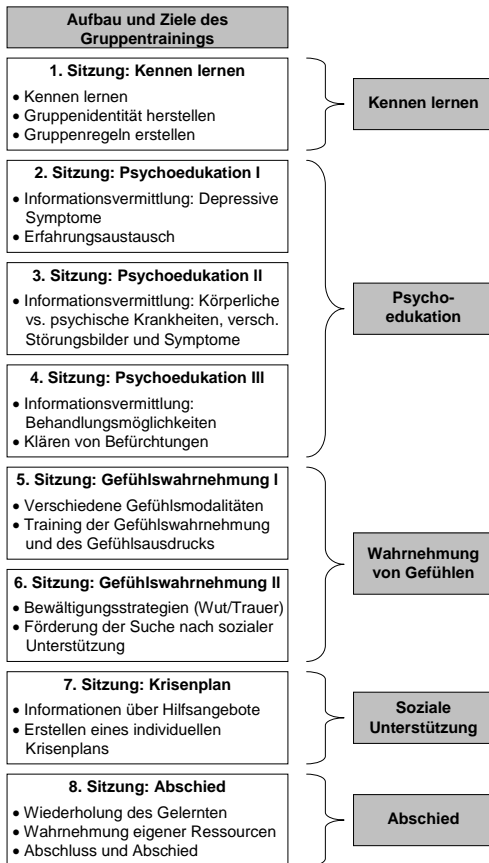 Aufbau und Ziele des
Gruppentrainings
1. Sitzung: Kennen lernen
• Kennen lernen
• Gruppenidentität herstellen
• Gruppenregeln erstellen
Kennen lernen
2. Sitzung: Psychoedukation I
• Informationsvermittlung: Depressive
Symptome
• Erfahrungsaustausch
3. Sitzung: Psychoedukation II
• Informationsvermittlung: Körperliche
vs. psychische Krankheiten, versch.
Störungsbilder und Symptome
4. Sitzung: Psychoedukation III
• Informationsvermittlung:
Behandlungsmöglichkeiten
• Klären von Befürchtungen
Psycho-
edukation
5. Sitzung: Gefühlswahrnehmung I
• Verschiedene Gefühlsmodalitäten
• Training der Gefühlswahrnehmung
und des Gefühlsausdrucks
6. Sitzung: Gefühlswahrnehmung II
• Bewältigungsstrategien (Wut/Trauer)
• Förderung der Suche nach sozialer
Unterstützung
Wahrnehmung
von Gefühlen
7. Sitzung: Krisenplan
• Informationen über Hilfsangebote
• Erstellen eines individuellen
Krisenplans
Soziale
Unterstützung
8. Sitzung: Abschied
• Wiederholung des Gelernten
• Wahrnehmung eigener Ressourcen
• Abschluss und Abschied
Abschied